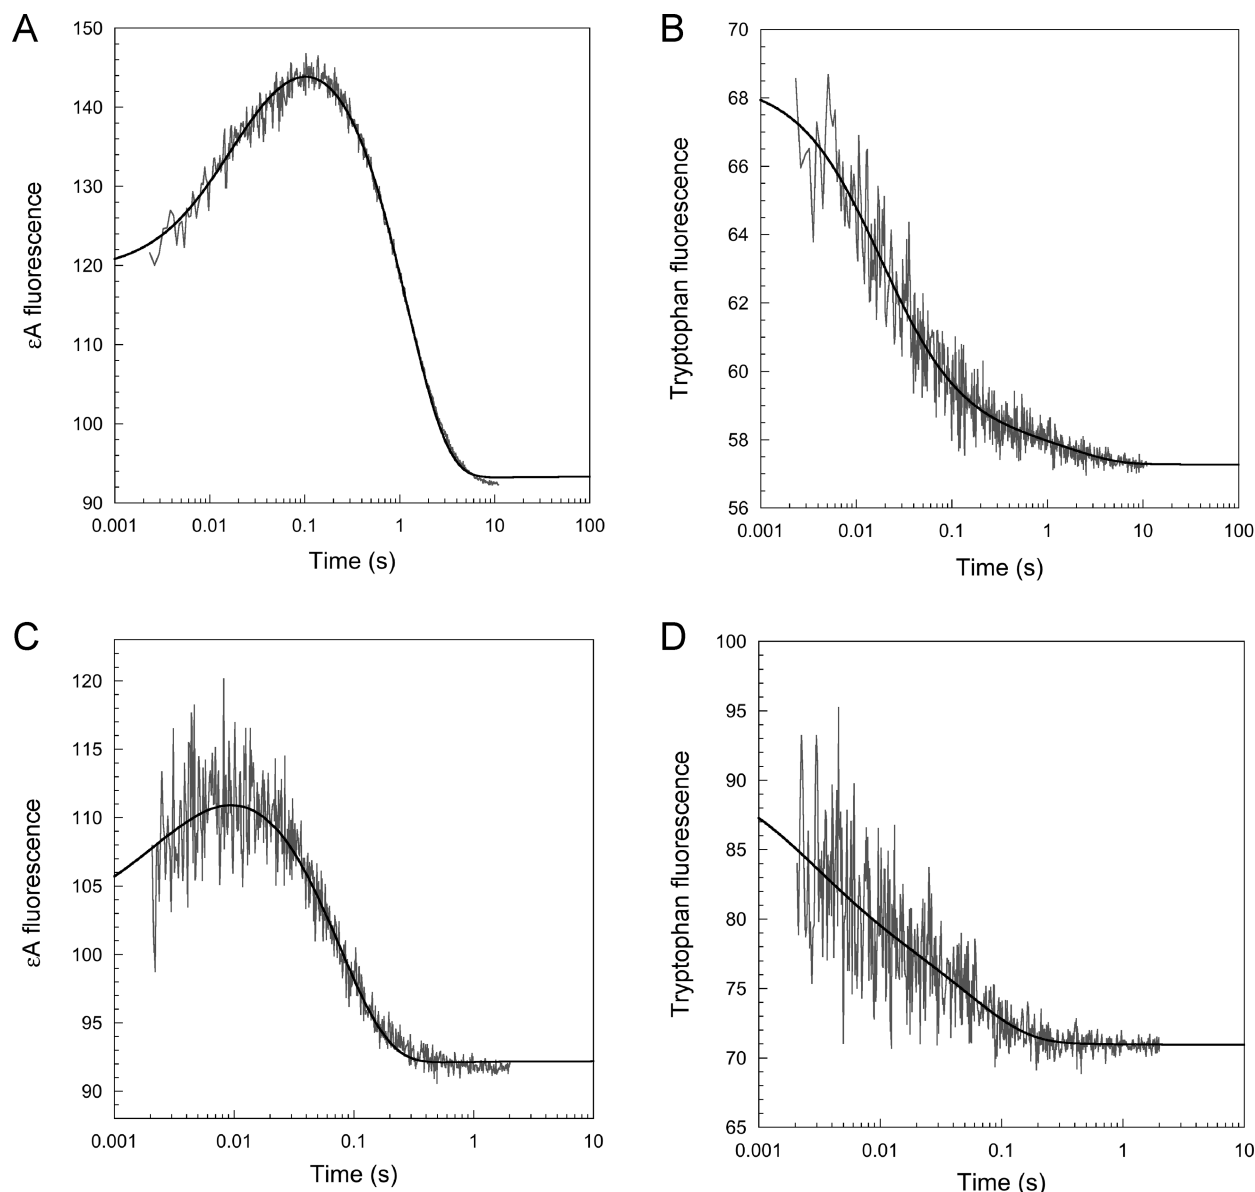 A
150
140
130
120
110
100
90
εA fluorescence
0.001 0.01 0.1 1 10 100
Time (s)
B
70
68
66
64
62
60
58
56
Tryptophan fluorescence
0.001 0.01 0.1 1 10 100
Time (s)
C
120
115
110
105
100
95
90
εA fluorescence
0.001 0.01 0.1 1 10
Time (s)
D
100
95
90
85
80
75
70
65
Tryptophan fluorescence
0.001 0.01 0.1 1 10
Time (s)